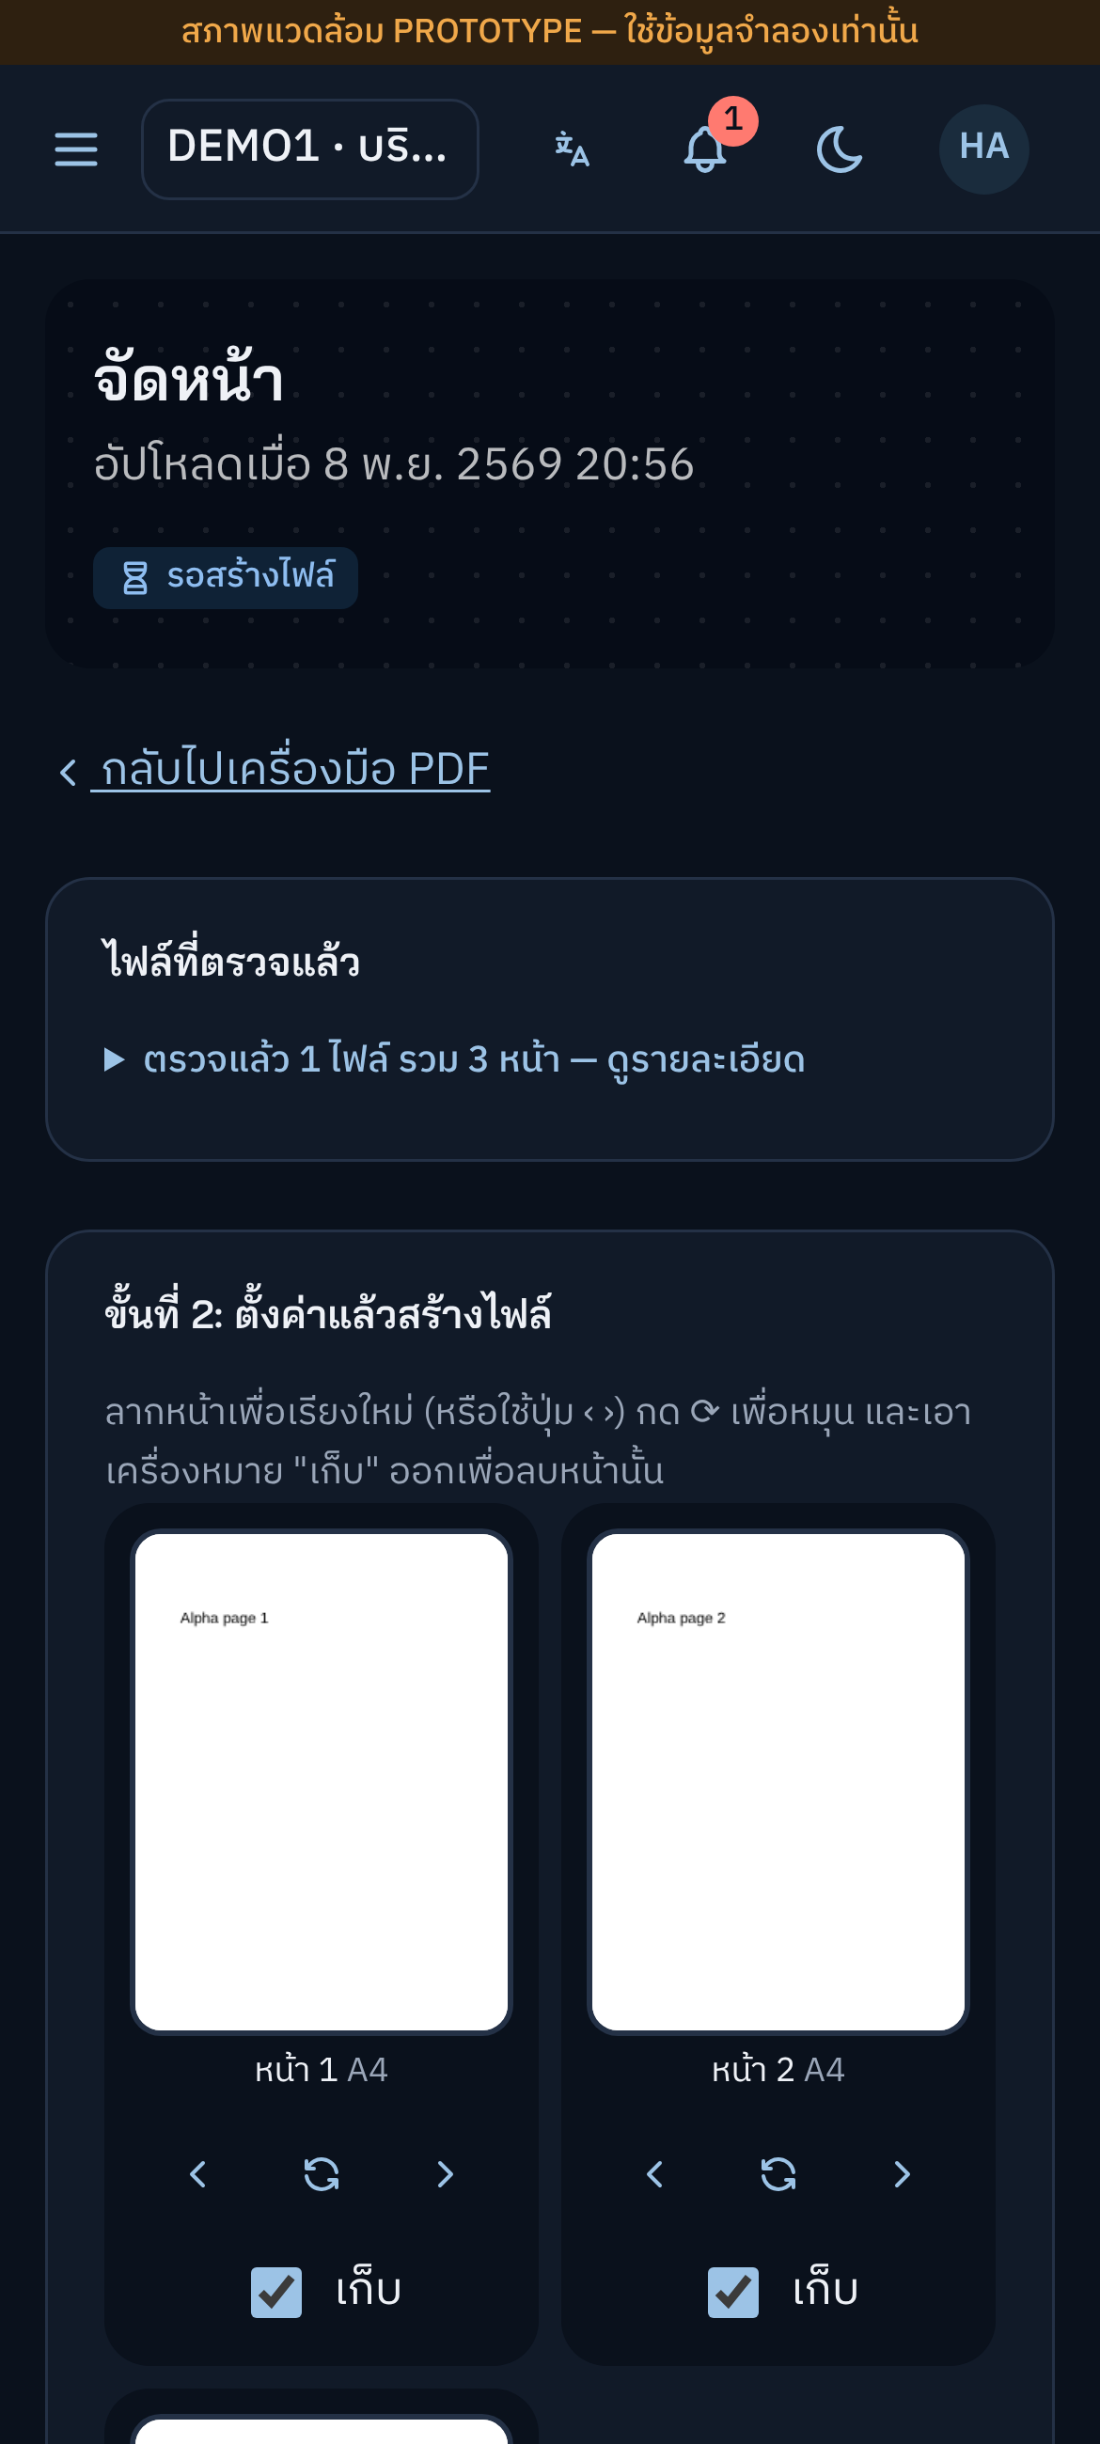 สภาพแวดล้อม PROTOTYPE — ใช้ข้อมูลจำลองเท่านั้น
DEMO1 · บริ...
1
HA
จัดหน้า
อัปโหลดเมื่อ 8 พ.ย. 2569 20:56
รอสร้างไฟล์
กลับไปเครื่องมือ PDF
ไฟล์ที่ตรวจแล้ว
ตรวจแล้ว 1 ไฟล์ รวม 3 หน้า — ดูรายละเอียด
ขั้นที่ 2: ตั้งค่าแล้วสร้างไฟล์
ลากหน้าเพื่อเรียงใหม่ (หรือใช้ปุ่ม ‹ ›) กด ⟳ เพื่อหมุน และเอา
เครื่องหมาย "เก็บ" ออกเพื่อลบหน้านั้น
Alpha page 1
Alpha page 2
หน้า 1 A4
หน้า 2 A4
เก็บ
เก็บ